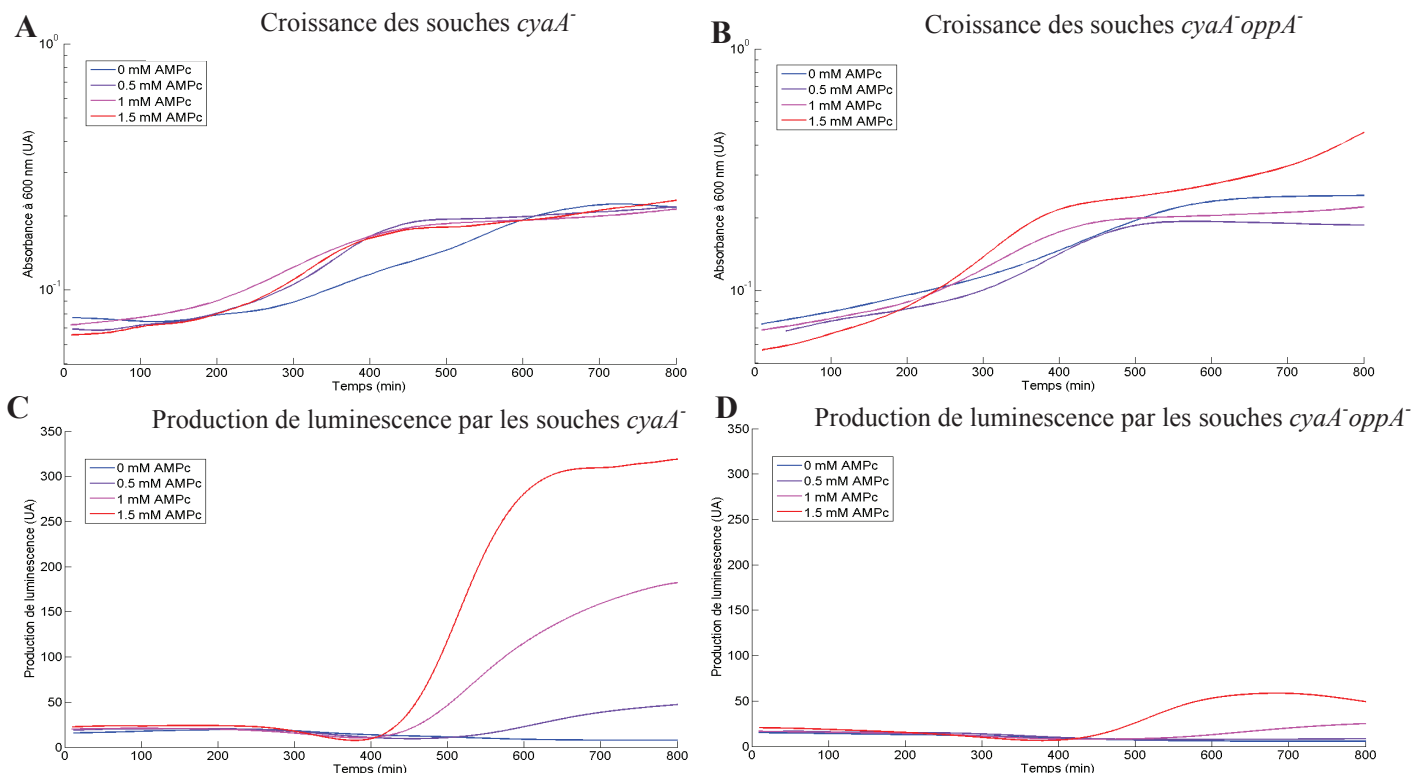 A
Croissance des souches cyaA⁻
10⁰
0 mM AMPc
0.5 mM AMPc
1 mM AMPc
1.5 mM AMPc
Absorbance à 600 nm (UA)
10⁻¹
0 100 200 300 400 500 600 700 800
Temps (min)
B
Croissance des souches cyaA⁻oppA⁻
10⁰
0 mM AMPc
0.5 mM AMPc
1 mM AMPc
1.5 mM AMPc
Absorbance à 600 nm (UA)
10⁻¹
0 100 200 300 400 500 600 700 800
Temps (min)
C
Production de luminescence par les souches cyaA⁻
350
300
250
200
150
100
50
0
0 mM AMPc
0.5 mM AMPc
1 mM AMPc
1.5 mM AMPc
Production de luminescence (UA)
0 100 200 300 400 500 600 700 800
Temps (min)
D
Production de luminescence par les souches cyaA⁻oppA⁻
350
300
250
200
150
100
50
0
0 mM AMPc
0.5 mM AMPc
1 mM AMPc
1.5 mM AMPc
Production de luminescence (UA)
0 100 200 300 400 500 600 700 800
Temps (min)